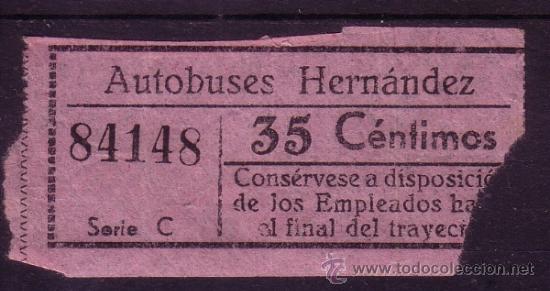 Autobuses Hernández
84148
Serie C
35 Céntimos
Consérvese a disposició
de los Empleados ha
el final del trayec
todocoleccion
www.todocoleccion.net